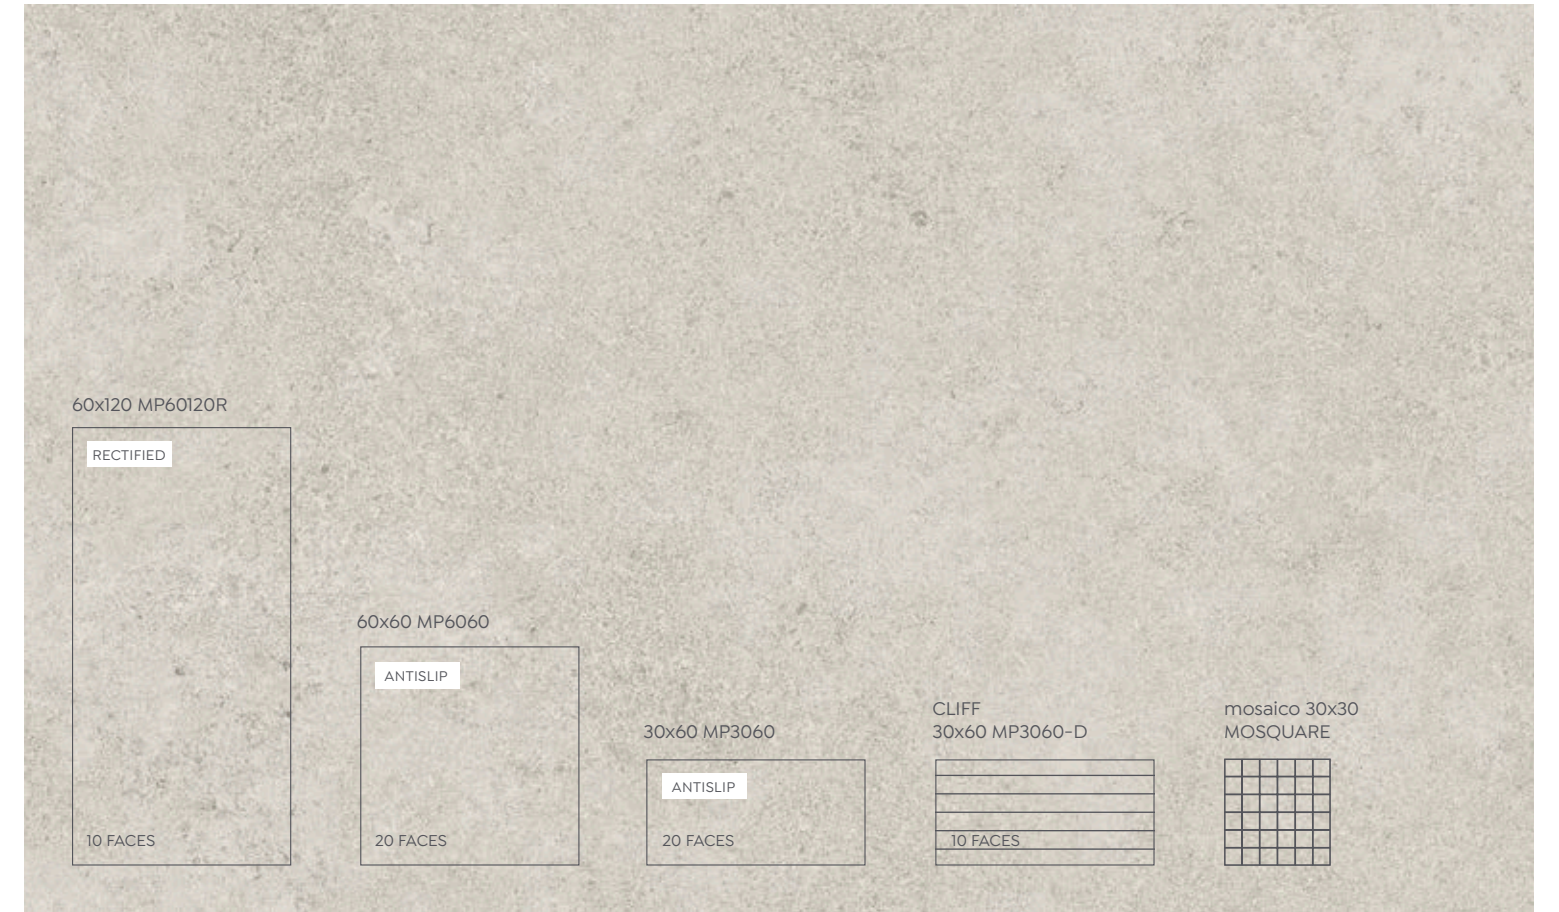 60x120 MP60120R
RECTIFIED
10 FACES
60x60 MP6060
ANTISLIP
20 FACES
30x60 MP3060
ANTISLIP
20 FACES
CLIFF
30x60 MP3060-D
10 FACES
mosaico 30x30
MOSQUARE